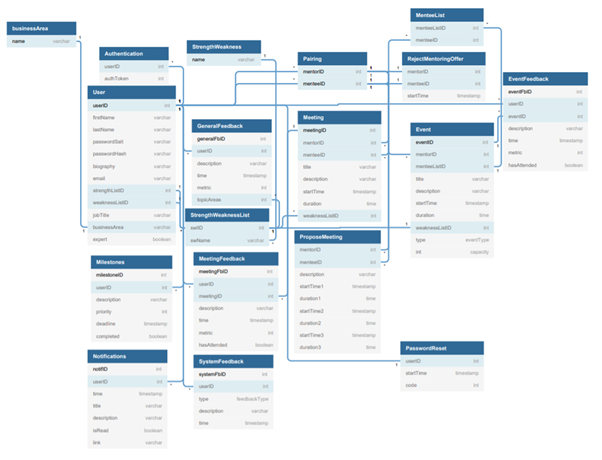 businessArea
name varchar
Authentication
userID int
authToken int
User
userID int
firstName varchar
lastName varchar
passwordSalt varchar
passwordHash varchar
biography varchar
email varchar
strengthListID int
weaknessListID int
jobTitle varchar
businessArea varchar
expert boolean
Milestones
milestoneID int
userID int
description varchar
priority int
deadline timestamp
completed boolean
Notifications
notifID int
userID int
time timestamp
title varchar
description varchar
isRead boolean
link varchar
StrengthWeakness
name varchar
GeneralFeedback
generalFbID int
userID int
description varchar
time timestamp
metric int
topicAreas int
StrengthWeaknessList
swlID int
swName varchar
MeetingFeedback
meetingFbID int
userID int
meetingID int
description varchar
time timestamp
metric int
hasAttended boolean
SystemFeedback
systemFbID int
userID int
type feedbackType
description varchar
time timestamp
Pairing
mentorID int
menteeID int
Meeting
meetingID int
mentorID int
menteeID int
title varchar
description varchar
startTime timestamp
duration time
weaknessListID int
ProposeMeeting
mentorID int
menteeID int
description varchar
startTime1 timestamp
duration1 time
startTime2 timestamp
duration2 time
startTime3 timestamp
duration3 time
MenteeList
menteeListID int
menteeID int
RejectMentoringOffer
mentorID int
menteeID int
startTime timestamp
Event
eventID int
mentorID int
menteeListID int
title varchar
description varchar
startTime timestamp
duration time
weaknessListID int
type eventType
int capacity
PasswordReset
userID int
startTime timestamp
code int
EventFeedback
eventFbID int
userID int
eventID int
description varchar
time timestamp
metric int
hasAttended boolean